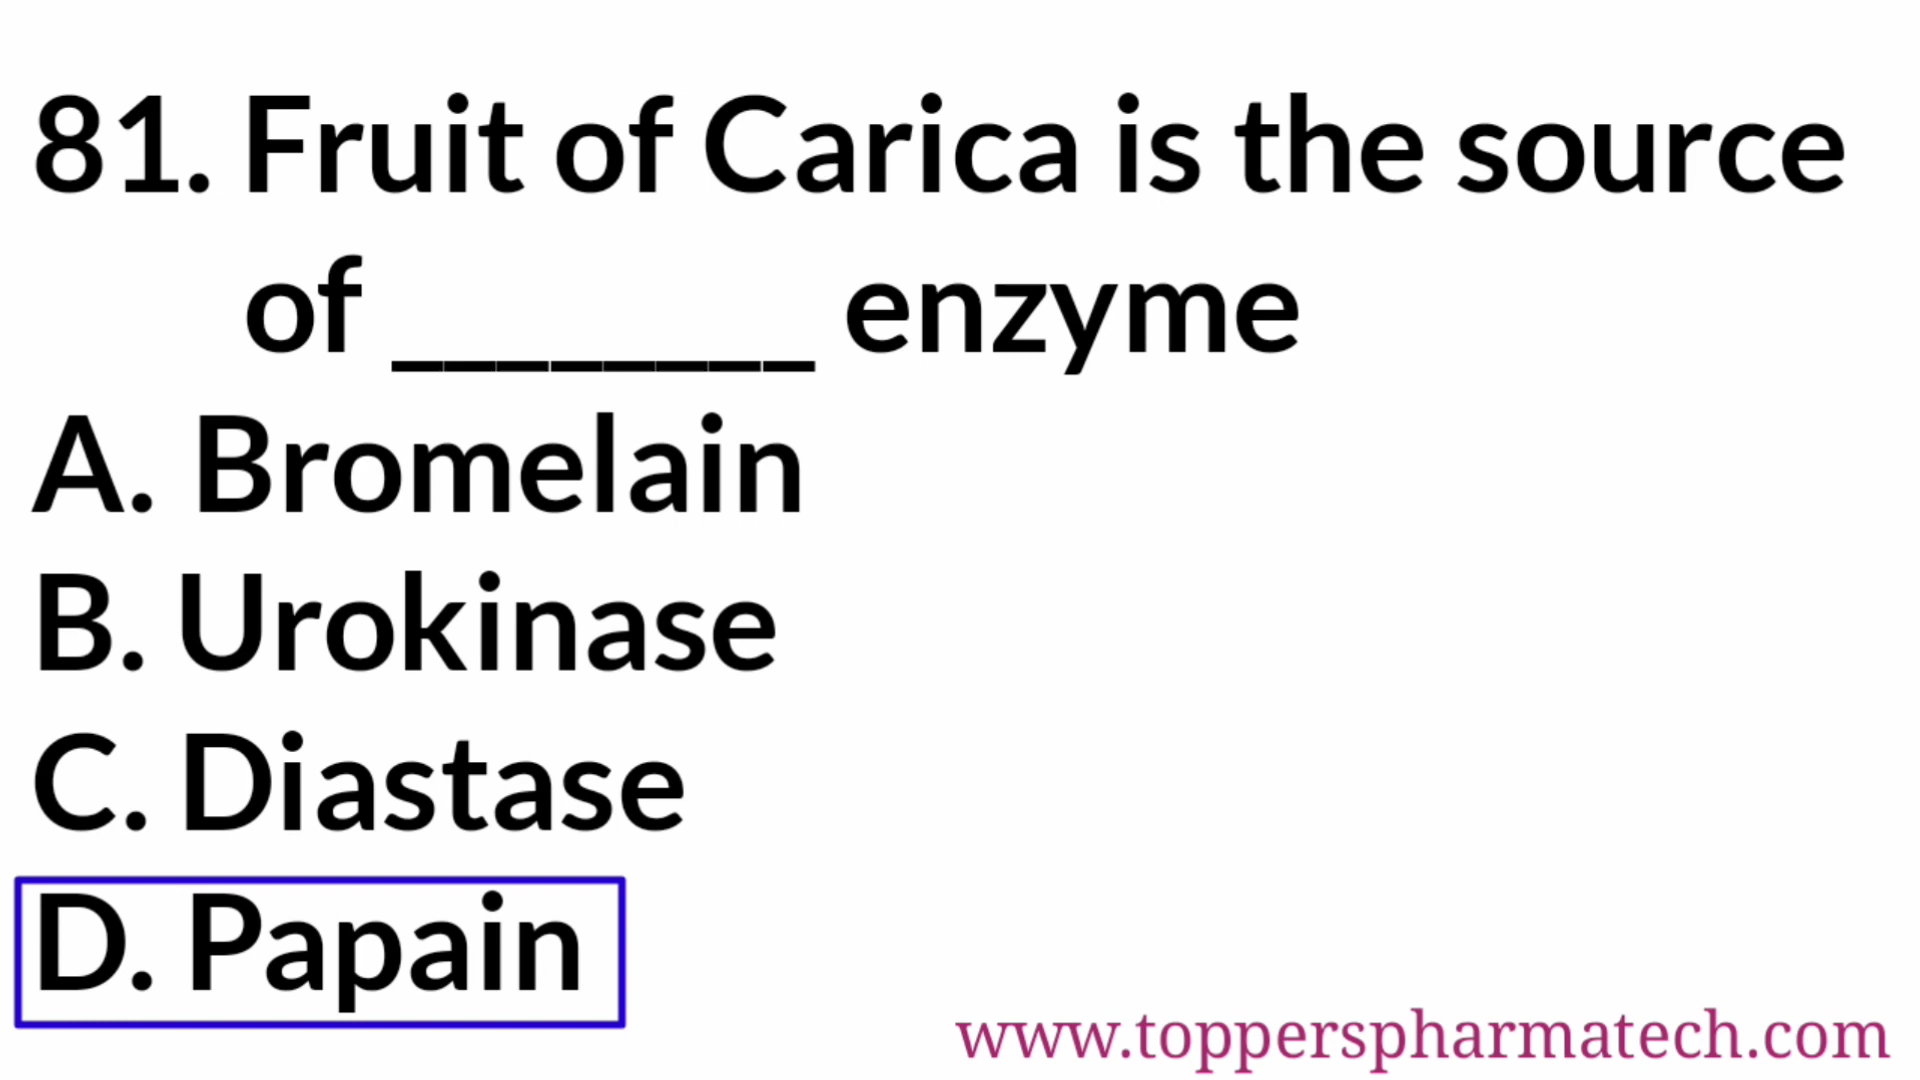 81. Fruit of Carica is the source
of ________ enzyme
A. Bromelain
B. Urokinase
C. Diastase
D. Papain
www.topperspharmatech.com